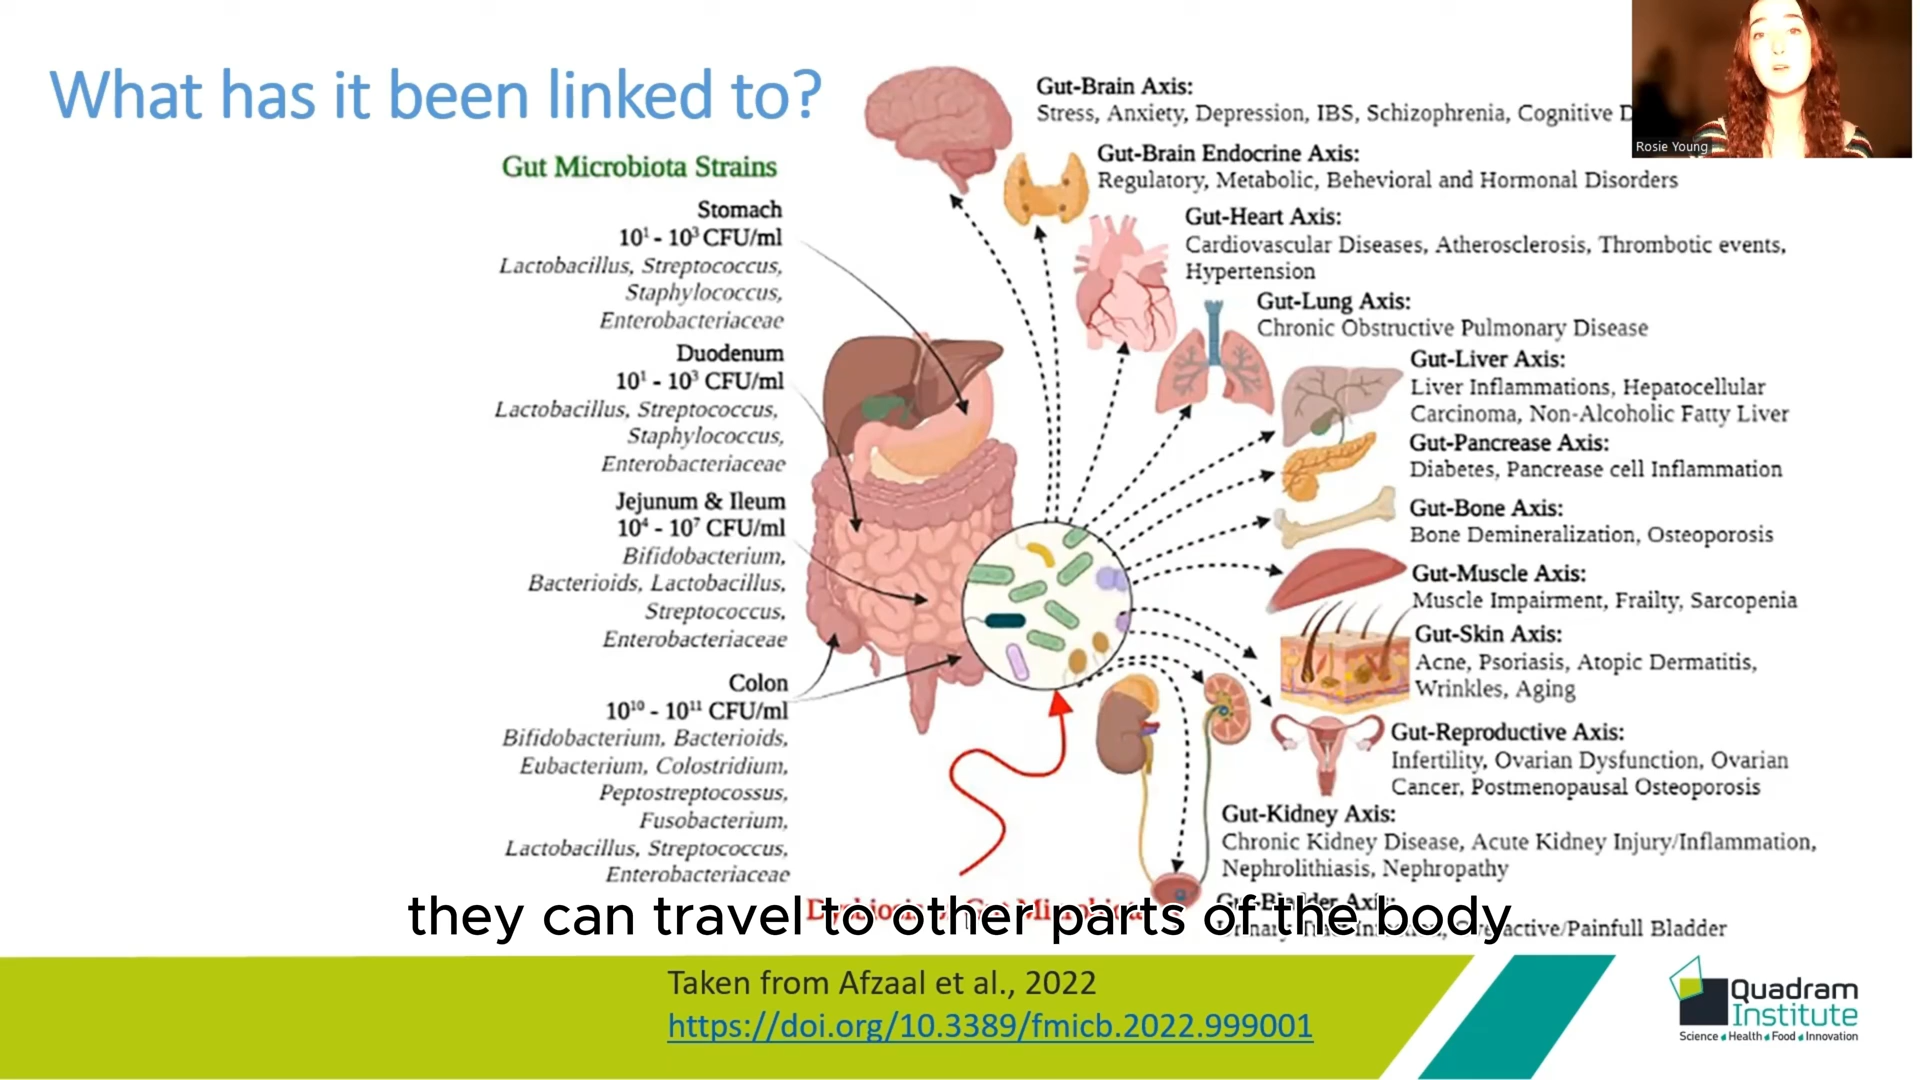 What has it been linked to?
Rosie Young
Gut Microbiota Strains
Stomach
10¹ - 10³ CFU/ml
Lactobacillus, Streptococcus,
Staphylococcus,
Enterobacteriaceae
Duodenum
10¹ - 10³ CFU/ml
Lactobacillus, Streptococcus,
Staphylococcus,
Enterobacteriaceae
Jejunum & Ileum
10⁴ - 10⁷ CFU/ml
Bifidobacterium,
Bacterioids, Lactobacillus,
Streptococcus,
Enterobacteriaceae
Colon
10¹⁰ - 10¹¹ CFU/ml
Bifidobacterium, Bacterioids,
Eubacterium, Colostridium,
Peptostreptocossus,
Fusobacterium,
Lactobacillus, Streptococcus,
Enterobacteriaceae
Gut-Brain Axis:
Stress, Anxiety, Depression, IBS, Schizophrenia, Cognitive
Gut-Brain Endocrine Axis:
Regulatory, Metabolic, Behevioral and Hormonal Disorders
Gut-Heart Axis:
Cardiovascular Diseases, Atherosclerosis, Thrombotic events,
Hypertension
Gut-Lung Axis:
Chronic Obstructive Pulmonary Disease
Gut-Liver Axis:
Liver Inflammations, Hepatocellular
Carcinoma, Non-Alcoholic Fatty Liver
Gut-Pancrease Axis:
Diabetes, Pancrease cell Inflammation
Gut-Bone Axis:
Bone Demineralization, Osteoporosis
Gut-Muscle Axis:
Muscle Impairment, Frailty, Sarcopenia
Gut-Skin Axis:
Acne, Psoriasis, Atopic Dermatitis,
Wrinkles, Aging
Gut-Reproductive Axis:
Infertility, Ovarian Dysfunction, Ovarian
Cancer, Postmenopausal Osteoporosis
Gut-Kidney Axis:
Chronic Kidney Disease, Acute Kidney Injury/Inflammation,
Nephrolithiasis, Nephropathy
Gut-Bladder Axis:
Bladder
they can travel to other parts of the body
Taken from Afzaal et al., 2022
https://doi.org/10.3389/fmicb.2022.999001
Quadram
Institute
Science Health Food Innovation